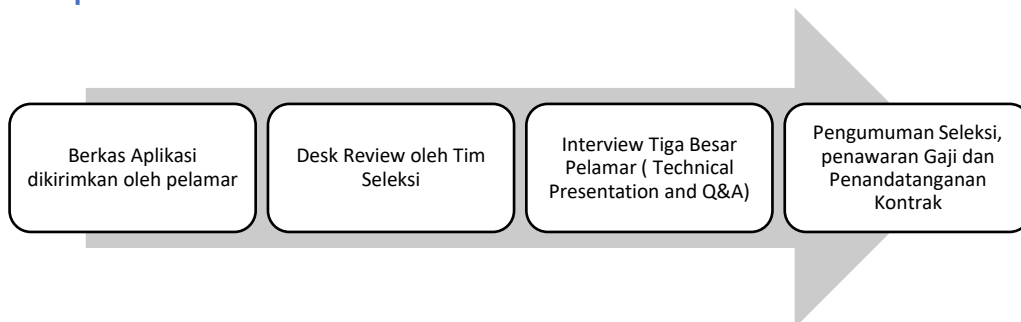 Berkas Aplikasi
dikirimkan oleh pelamar
Desk Review oleh Tim
Seleksi
Interview Tiga Besar
Pelamar ( Technical
Presentation and Q&A)
Pengumuman Seleksi,
penawaran Gaji dan
Penandatanganan
Kontrak